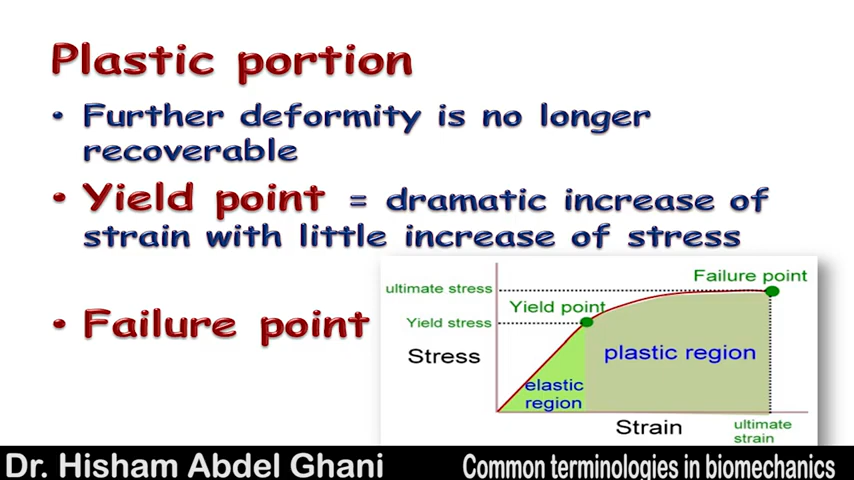 Plastic portion
• Further deformity is no longer
recoverable
• Yield point = dramatic increase of
strain with little increase of stress
• Failure point
Failure point
ultimate stress
Yield point
Yield stress
Stress
plastic region
elastic
region
Strain
ultimate
strain
Dr. Hisham Abdel Ghani
Common terminologies in biomechanics